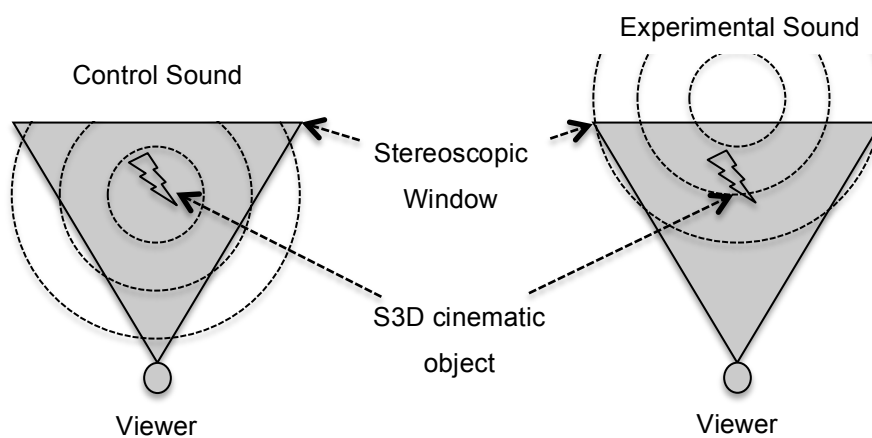 Experimental Sound
Control Sound
Stereoscopic
Window
S3D cinematic
object
Viewer
Viewer